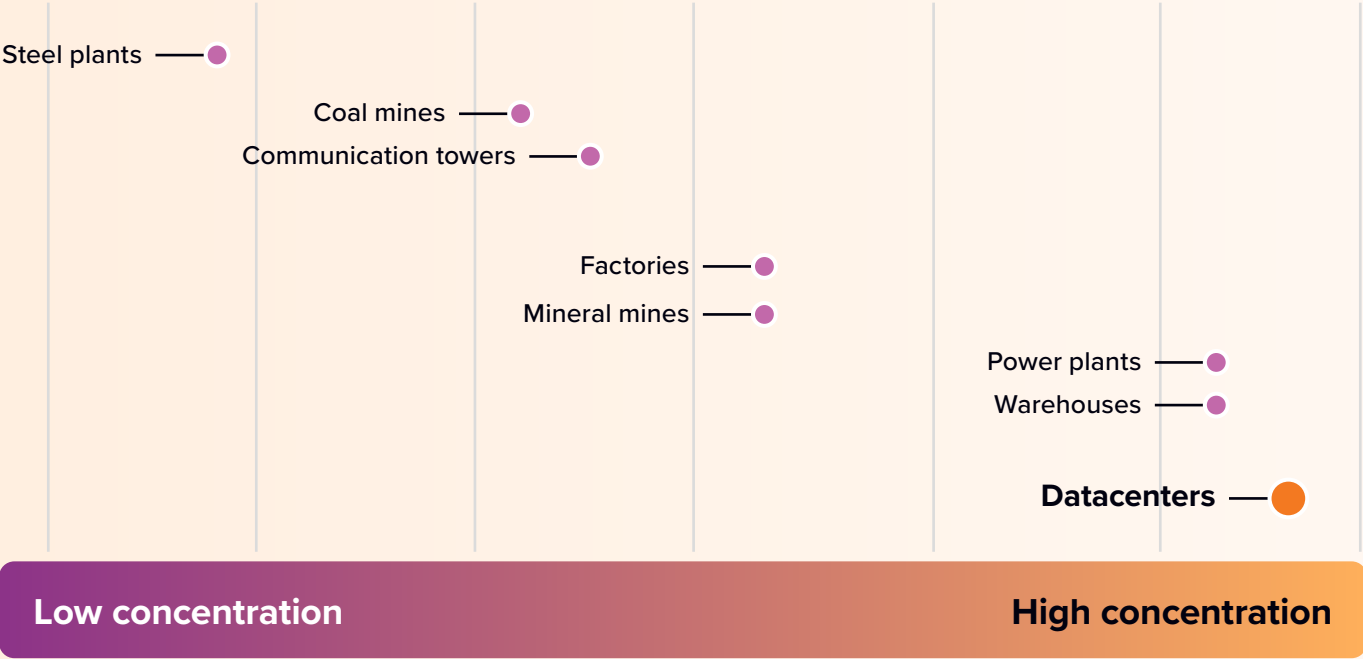 Steel plants
Coal mines
Communication towers
Factories
Mineral mines
Power plants
Warehouses
Datacenters
Low concentration
High concentration